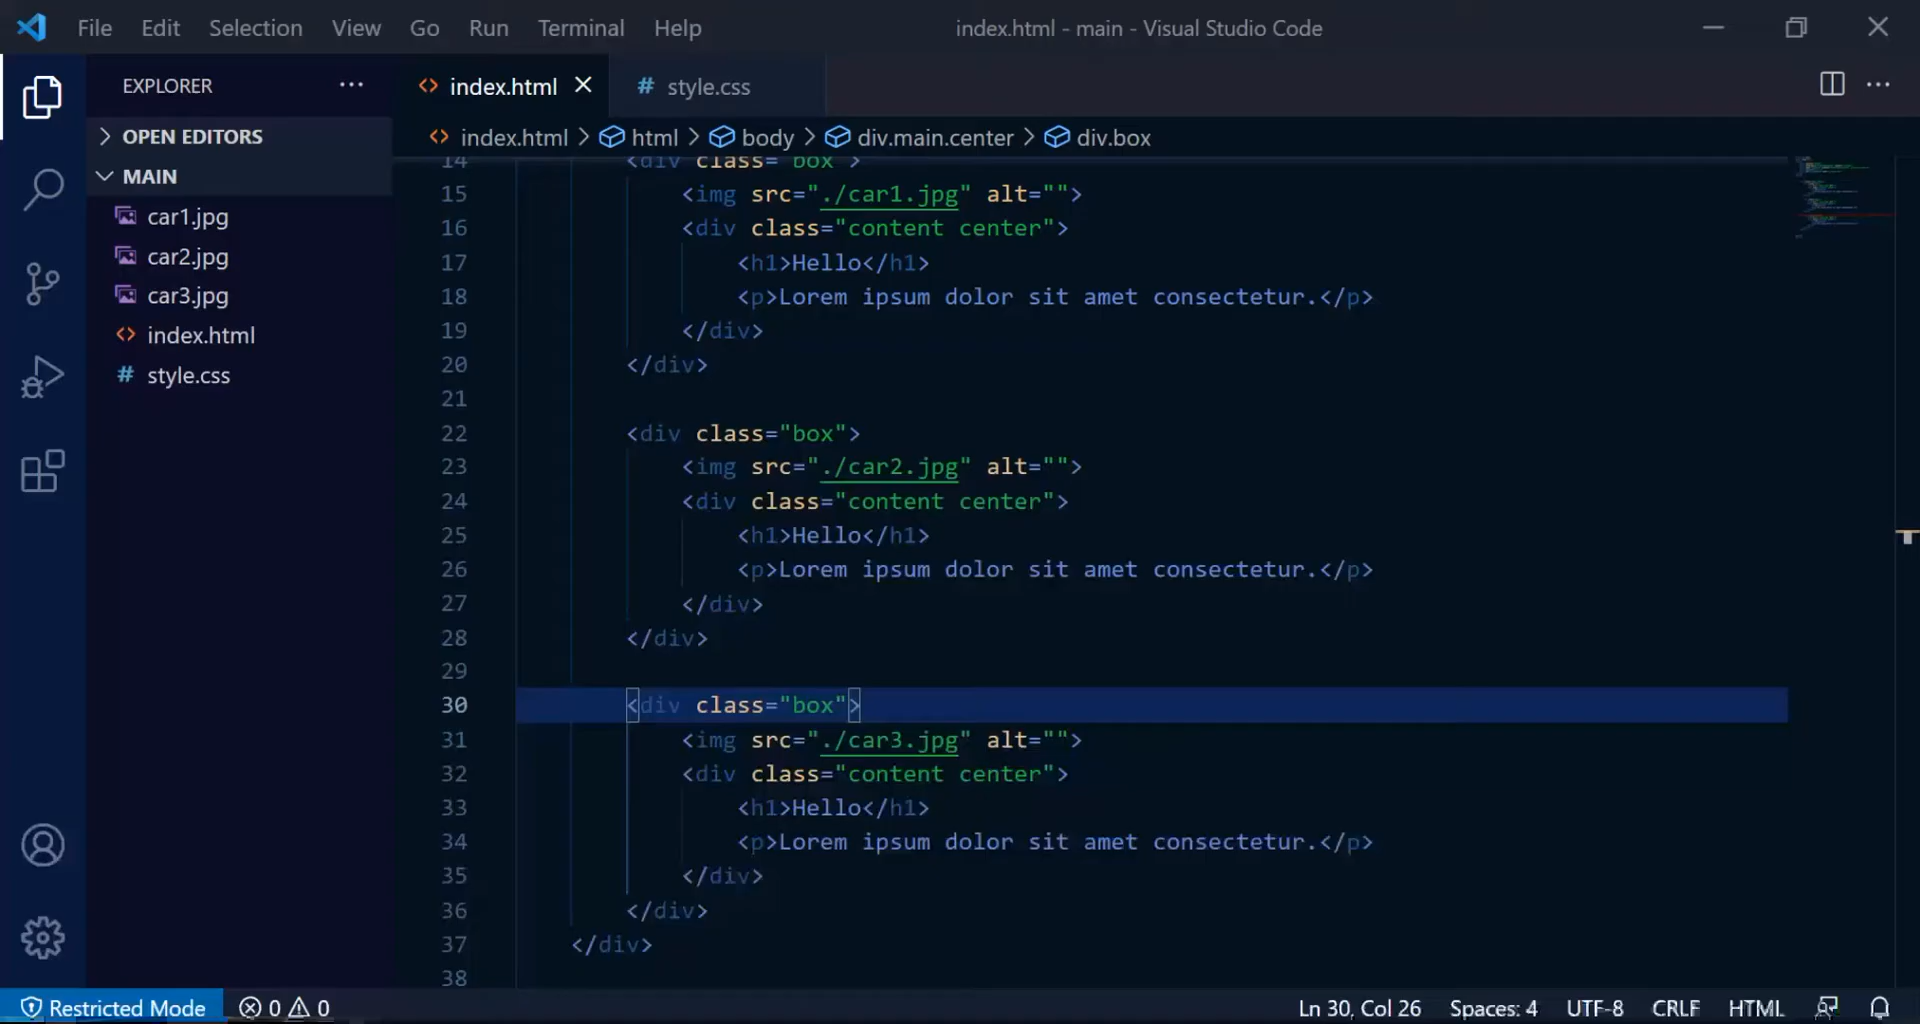 File Edit Selection View Go Run Terminal Help index.html - main - Visual Studio Code
EXPLORER ··· index.html # style.css ···
index.html > html > body > div.main.center > div.box
OPEN EDITORS
MAIN
car1.jpg
car2.jpg
car3.jpg
index.html
# style.css
14 <div class="box">
15 <img src="./car1.jpg" alt="">
16 <div class="content center">
17 <h1>Hello</h1>
18 <p>Lorem ipsum dolor sit amet consectetur.</p>
19 </div>
20 </div>
21
22 <div class="box">
23 <img src="./car2.jpg" alt="">
24 <div class="content center">
25 <h1>Hello</h1>
26 <p>Lorem ipsum dolor sit amet consectetur.</p>
27 </div>
28 </div>
29
30 <div class="box">
31 <img src="./car3.jpg" alt="">
32 <div class="content center">
33 <h1>Hello</h1>
34 <p>Lorem ipsum dolor sit amet consectetur.</p>
35 </div>
36 </div>
37 </div>
38
Restricted Mode 0 0 Ln 30, Col 26 Spaces: 4 UTF-8 CRLF HTML